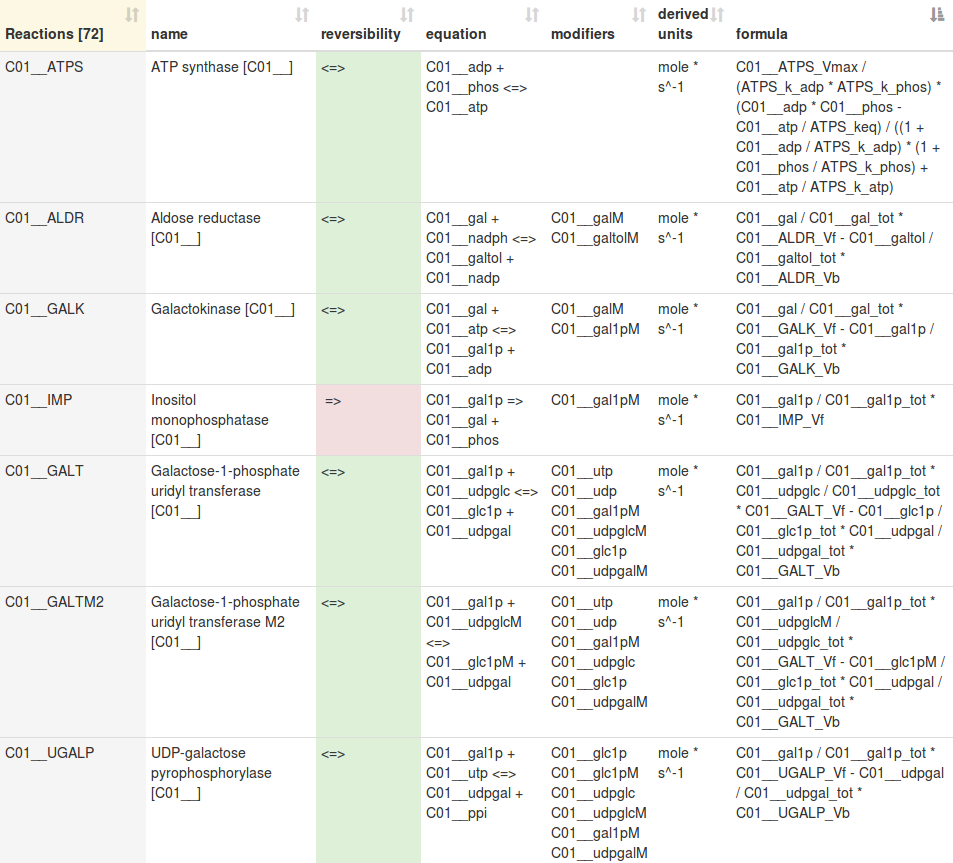 Reactions [72] name reversibility equation modifiers derived units formula
C01__ATPS ATP synthase [C01__] <=> C01__adp + mole * C01__ATPS_Vmax /
C01__phos <=> s^-1 (ATPS_k_adp * ATPS_k_phos) *
C01__atp (C01__adp * C01__phos -
C01__atp / ATPS_keq) / ((1 +
C01__adp / ATPS_k_adp) * (1 +
C01__phos / ATPS_k_phos) +
C01__atp / ATPS_k_atp)
C01__ALDR Aldose reductase <=> C01__gal + C01__galM mole * C01__gal / C01__gal_tot *
[C01__] C01__nadph <=> C01__galtolM s^-1 C01__ALDR_Vf - C01__galtol /
C01__galtol + C01__galtol_tot *
C01__nadp C01__ALDR_Vb
C01__GALK Galactokinase [C01__] <=> C01__gal + C01__galM mole * C01__gal / C01__gal_tot *
C01__atp <=> C01__gal1pM s^-1 C01__GALK_Vf - C01__gal1p /
C01__gal1p + C01__gal1p_tot *
C01__adp C01__GALK_Vb
C01__IMP Inositol => C01__gal1p => C01__gal1pM mole * C01__gal1p / C01__gal1p_tot *
monophosphatase C01__gal + s^-1 C01__IMP_Vf
[C01__] C01__phos
C01__GALT Galactose-1-phosphate <=> C01__gal1p + C01__utp mole * C01__gal1p / C01__gal1p_tot *
uridyl transferase C01__udpglc <=> C01__udp s^-1 C01__udpglc / C01__udpglc_tot
[C01__] C01__glc1p + C01__gal1pM * C01__GALT_Vf - C01__glc1p /
C01__udpgal C01__udpglcM C01__glc1p_tot * C01__udpgal /
C01__glc1p C01__udpgal_tot *
C01__udpgalM C01__GALT_Vb
C01__GALTM2 Galactose-1-phosphate <=> C01__gal1p + C01__utp mole * C01__gal1p / C01__gal1p_tot *
uridyl transferase M2 C01__udpglcM C01__udp s^-1 C01__udpglcM /
[C01__] <=> C01__gal1pM C01__udpglc_tot *
C01__glc1pM + C01__udpglc C01__GALT_Vf - C01__glc1pM /
C01__udpgal C01__glc1p C01__glc1p_tot * C01__udpgal /
C01__udpgalM C01__udpgal_tot *
C01__GALT_Vb
C01__UGALP UDP-galactose <=> C01__gal1p + C01__glc1p mole * C01__gal1p / C01__gal1p_tot *
pyrophosphorylase C01__utp <=> C01__glc1pM s^-1 C01__UGALP_Vf - C01__udpgal
[C01__] C01__udpgal + C01__udpglc / C01__udpgal_tot *
C01__ppi C01__udpglcM C01__UGALP_Vb
C01__gal1pM
C01__udpgalM